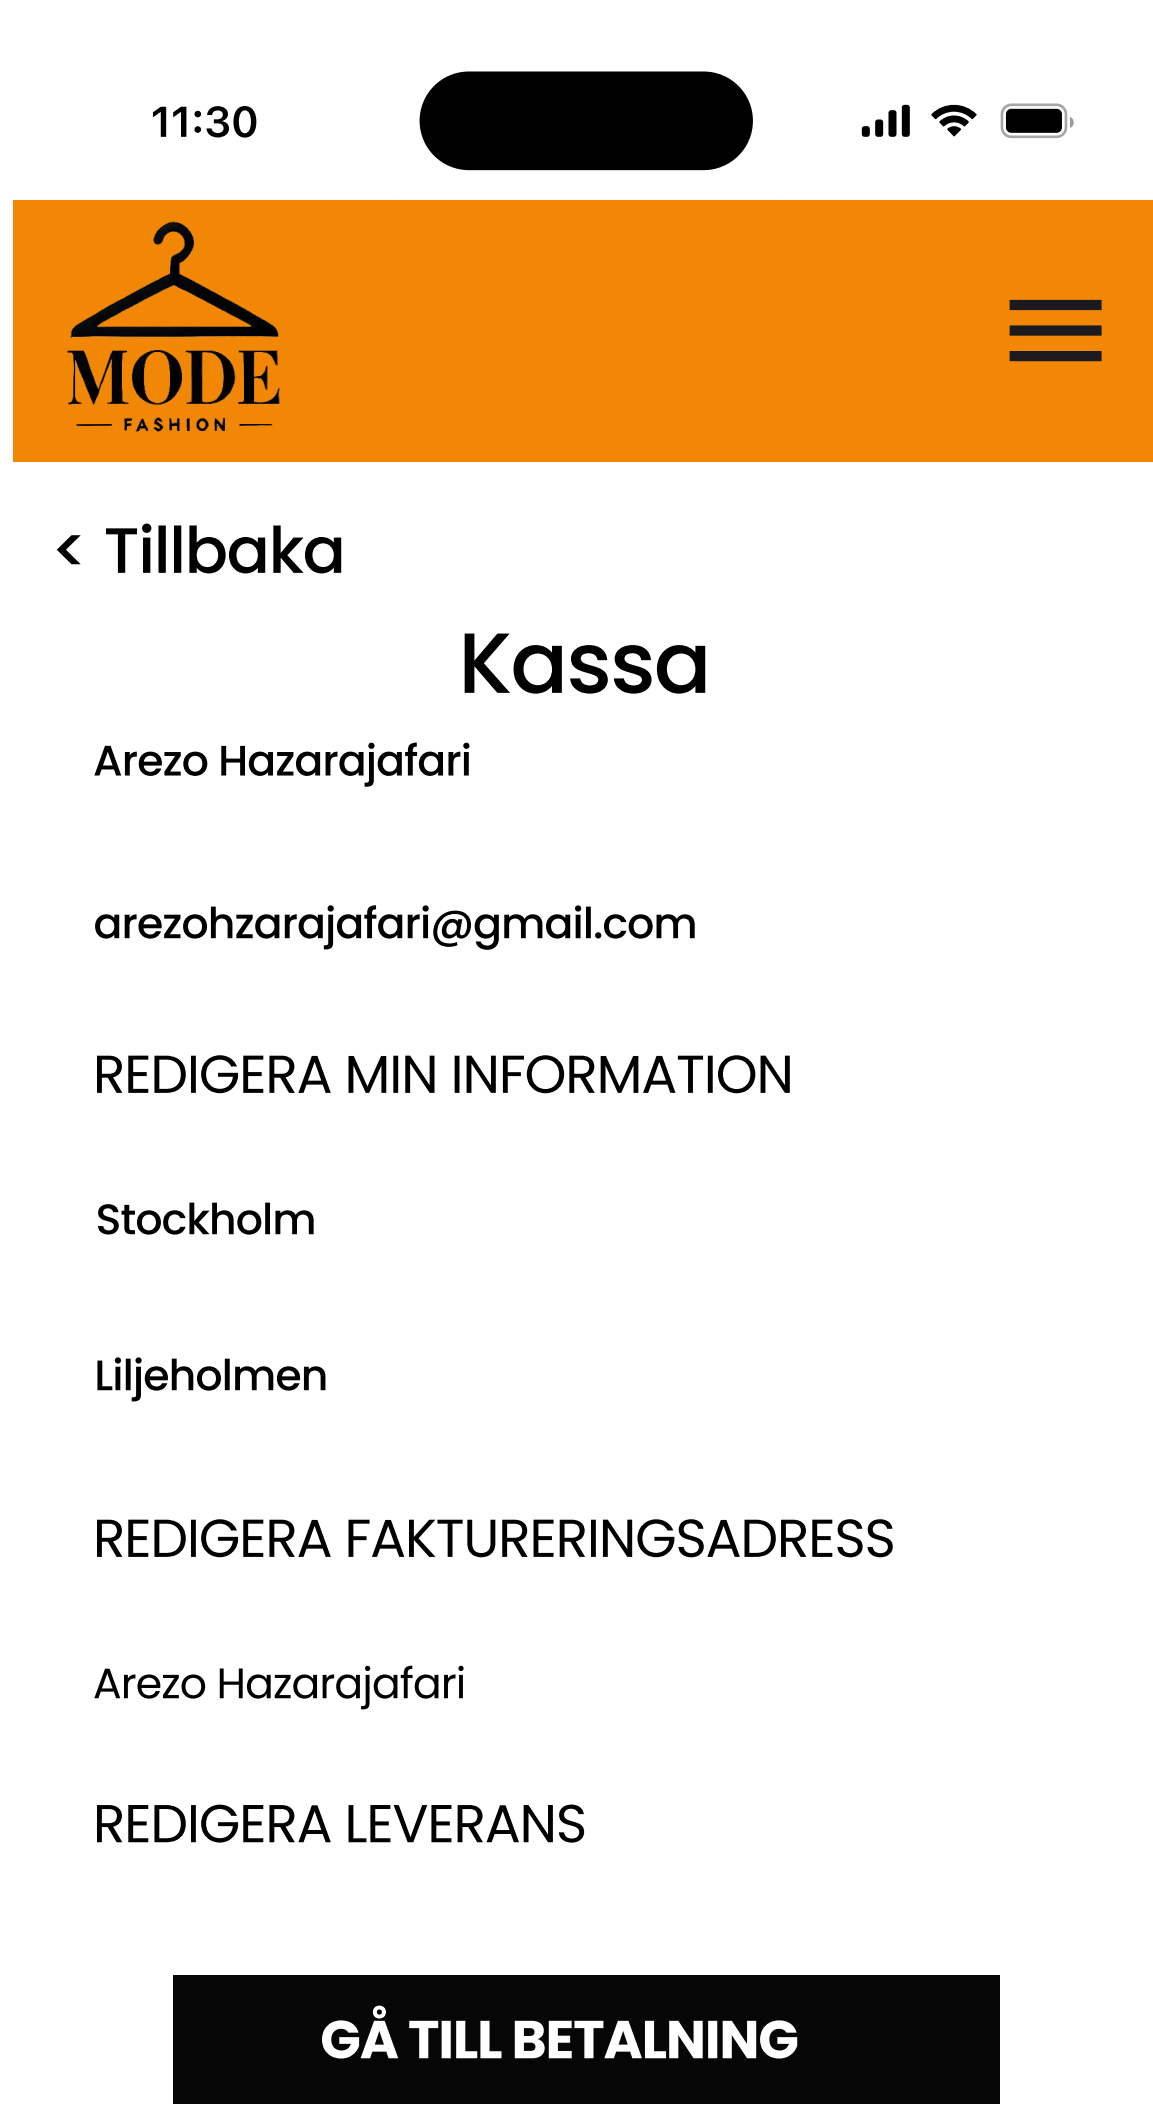 11:30
MODE
FASHION
< Tillbaka
Kassa
Arezo Hazarajafari
arezohzarajafari@gmail.com
REDIGERA MIN INFORMATION
Stockholm
Liljeholmen
REDIGERA FAKTURERINGSADRESS
Arezo Hazarajafari
REDIGERA LEVERANS
GÅ TILL BETALNING